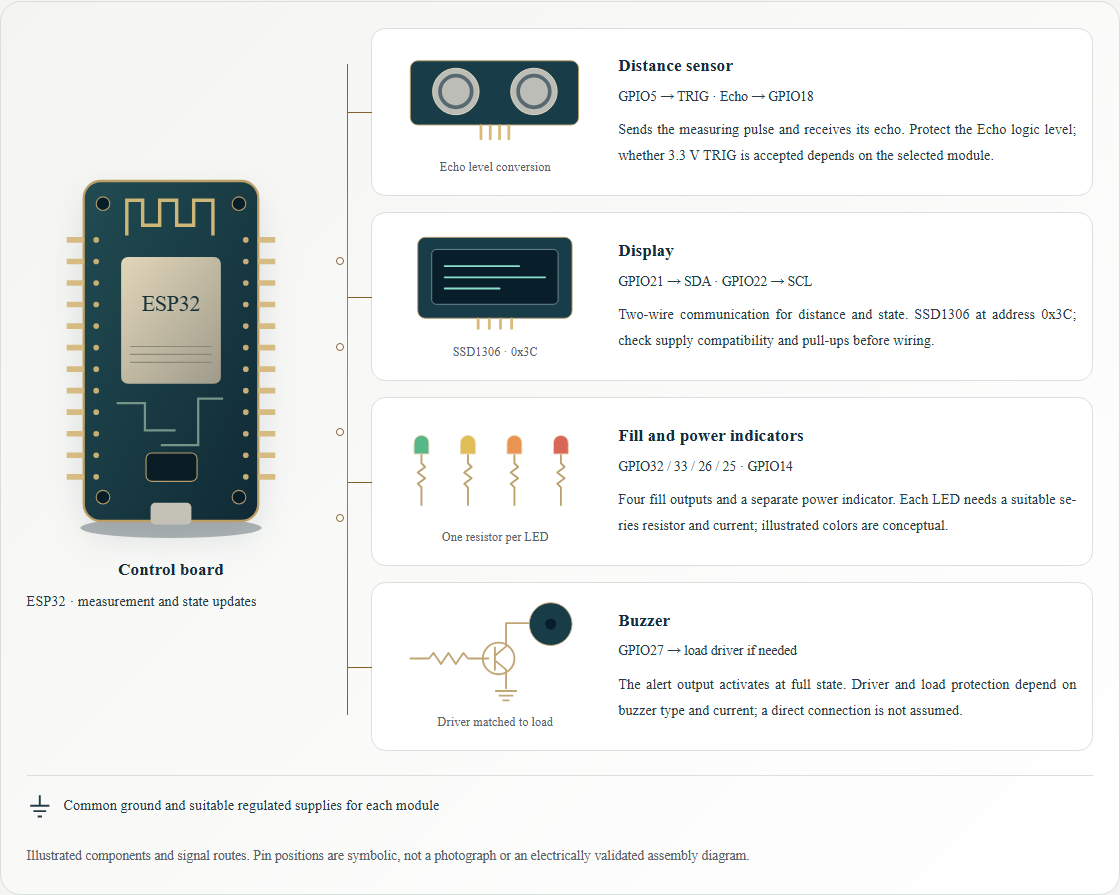 ESP32
Control board
ESP32 · measurement and state updates
Echo level conversion
Distance sensor
GPIO5 → TRIG · Echo → GPIO18
Sends the measuring pulse and receives its echo. Protect the Echo logic level;
whether 3.3 V TRIG is accepted depends on the selected module.
SSD1306 · 0x3C
Display
GPIO21 → SDA · GPIO22 → SCL
Two-wire communication for distance and state. SSD1306 at address 0x3C;
check supply compatibility and pull-ups before wiring.
One resistor per LED
Fill and power indicators
GPIO32 / 33 / 26 / 25 · GPIO14
Four fill outputs and a separate power indicator. Each LED needs a suitable se-
ries resistor and current; illustrated colors are conceptual.
Driver matched to load
Buzzer
GPIO27 → load driver if needed
The alert output activates at full state. Driver and load protection depend on
buzzer type and current; a direct connection is not assumed.
Common ground and suitable regulated supplies for each module
Illustrated components and signal routes. Pin positions are symbolic, not a photograph or an electrically validated assembly diagram.